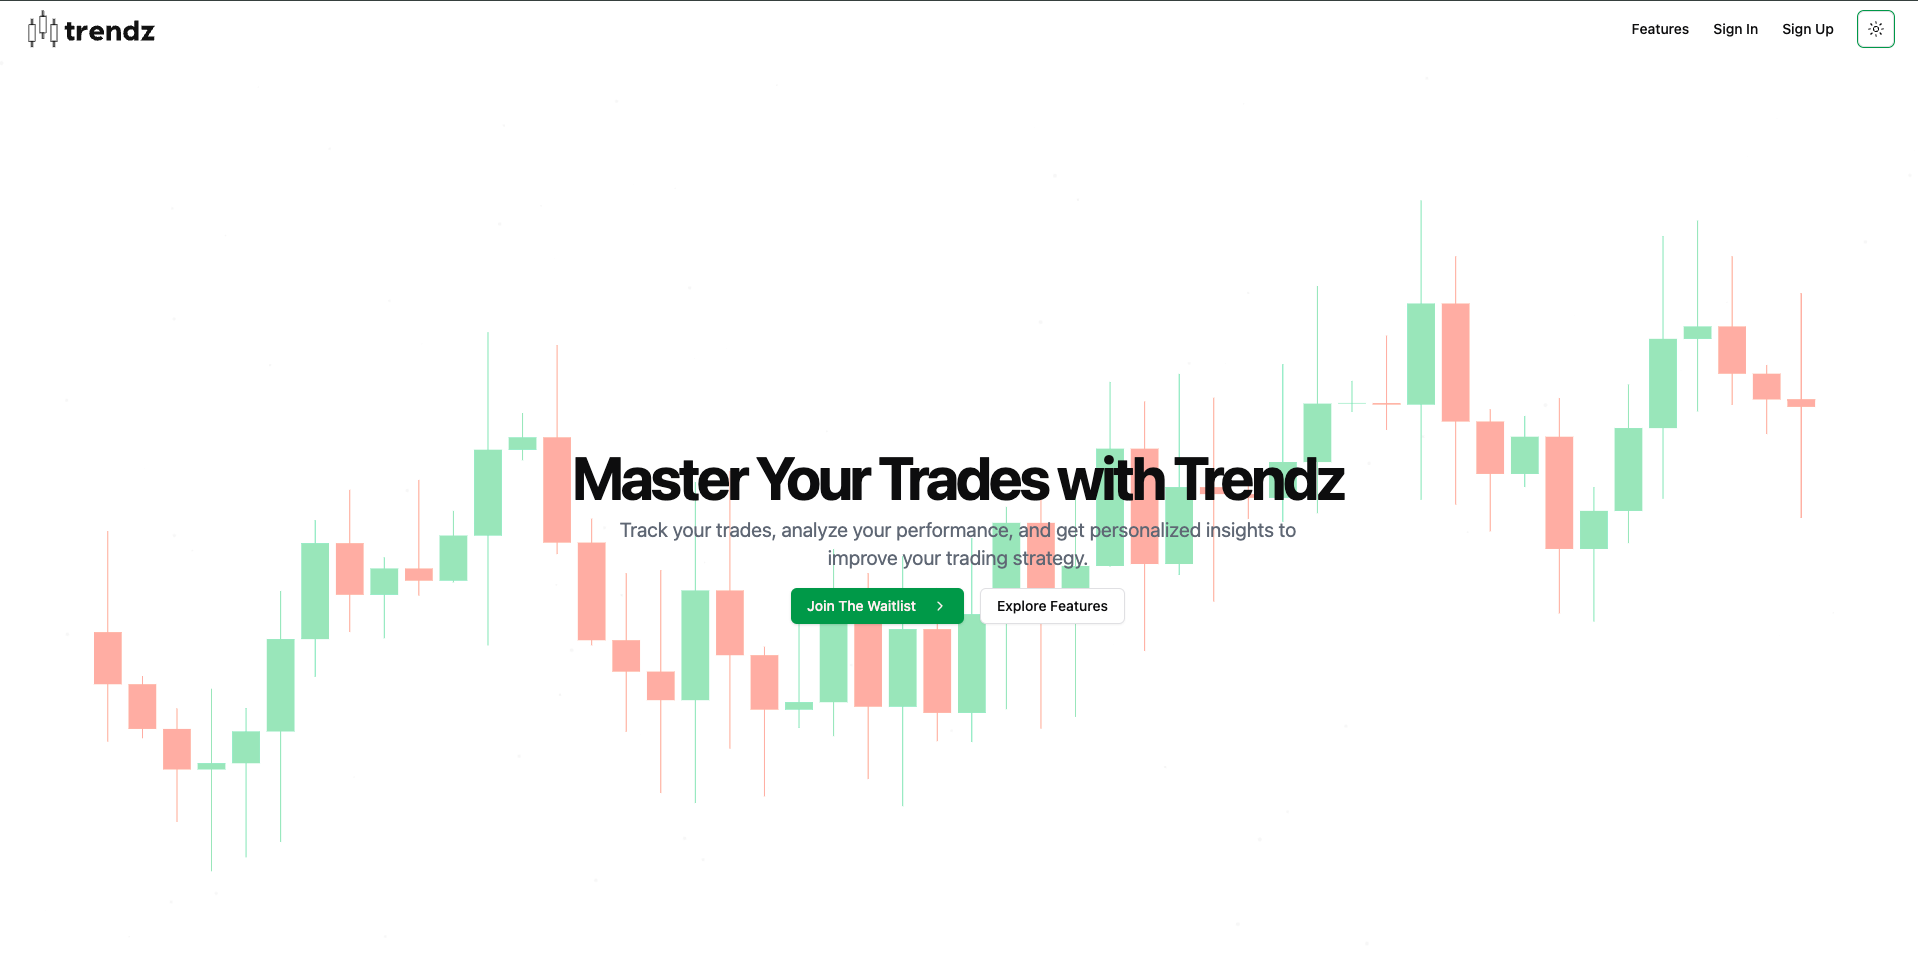 trendz
Features
Sign In
Sign Up
Master Your Trades with Trendz
Track your trades, analyze your performance, and get personalized insights to
improve your trading strategy.
Join The Waitlist
Explore Features